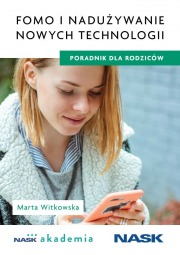 FOMO I NADUŻYWANIE
NOWYCH TECHNOLOGII
PORADNIK DLA RODZICÓW
Marta Witkowska
NASK akademia
NASK